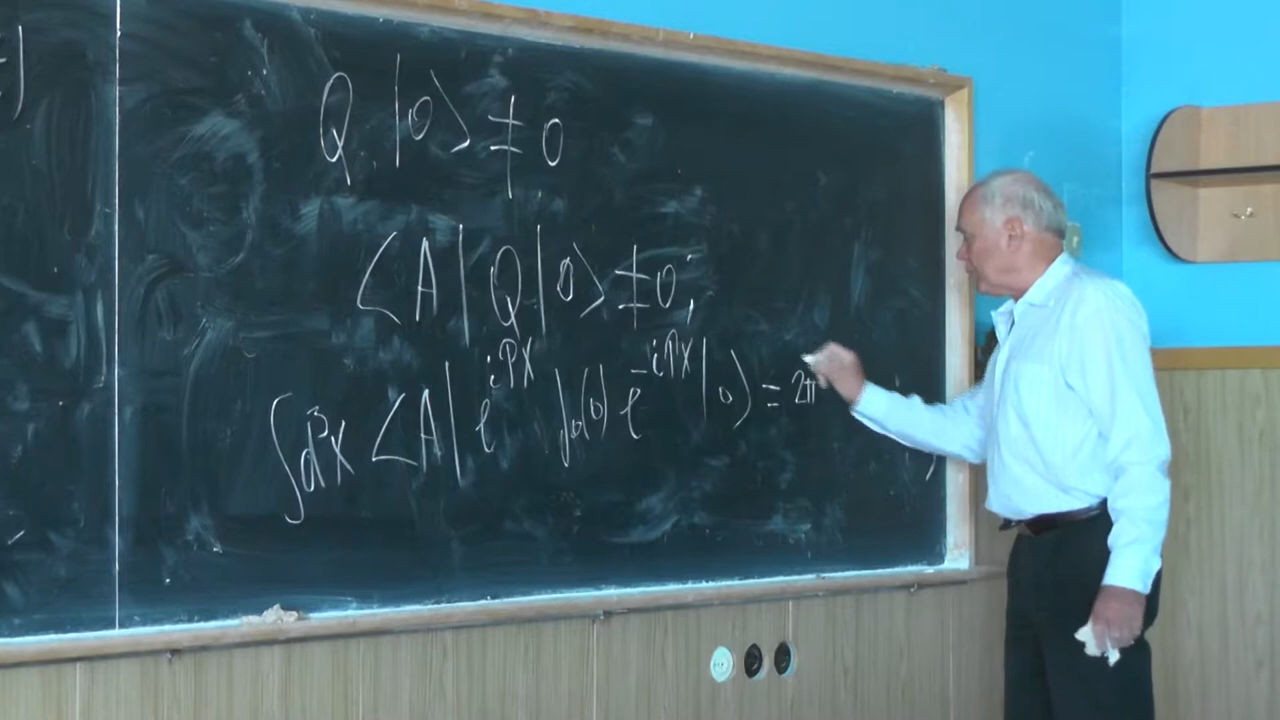 Q |0> ≠ 0
<A| Q |0> ≠ 0,
∫d³x <A| e^{iPX} J₀(0) e^{-iPX} |0> = 2π